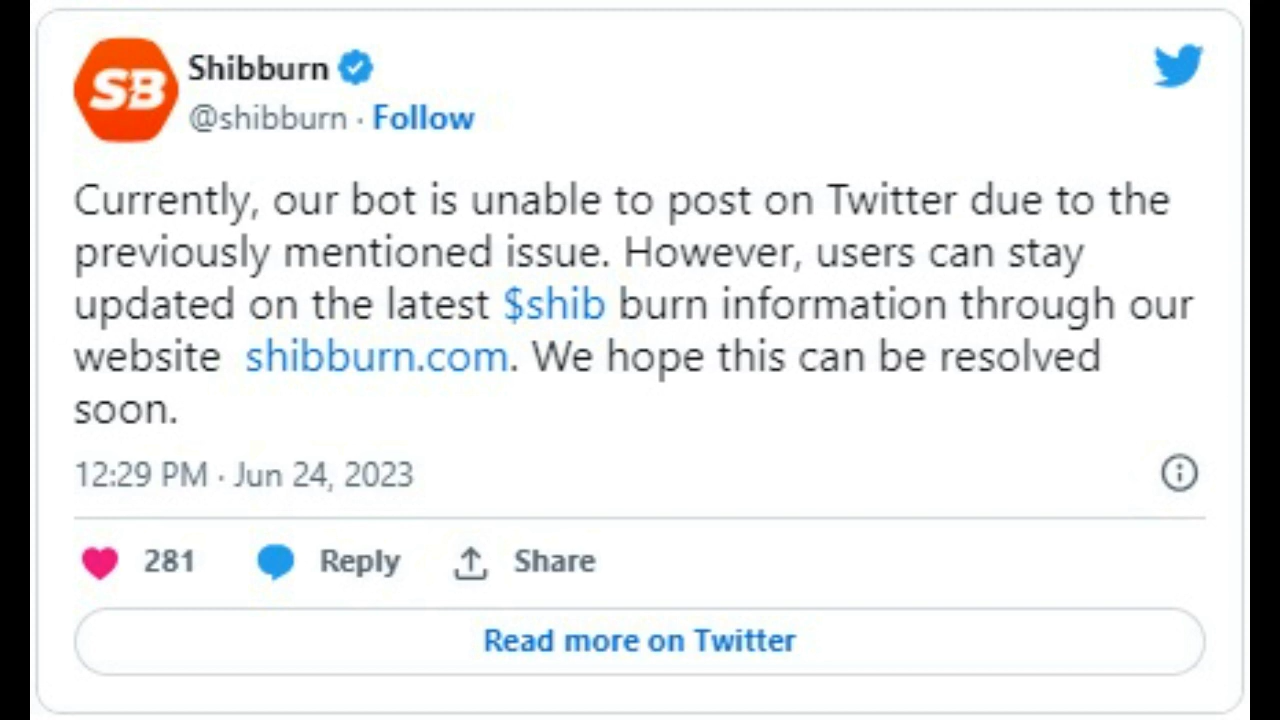 SB
Shibburn
@shibburn · Follow
Currently, our bot is unable to post on Twitter due to the
previously mentioned issue. However, users can stay
updated on the latest $shib burn information through our
website shibburn.com. We hope this can be resolved
soon.
12:29 PM · Jun 24, 2023
281 Reply Share
Read more on Twitter